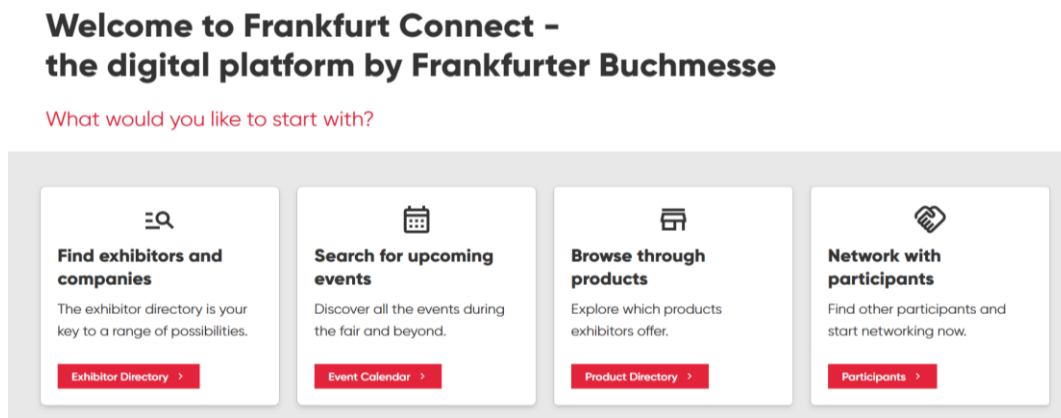 Welcome to Frankfurt Connect -
the digital platform by Frankfurter Buchmesse
What would you like to start with?
Find exhibitors and
companies
The exhibitor directory is your
key to a range of possibilities.
Exhibitor Directory >
Search for upcoming
events
Discover all the events during
the fair and beyond.
Event Calendar >
Browse through
products
Explore which products
exhibitors offer.
Product Directory >
Network with
participants
Find other participants and
start networking now.
Participants >